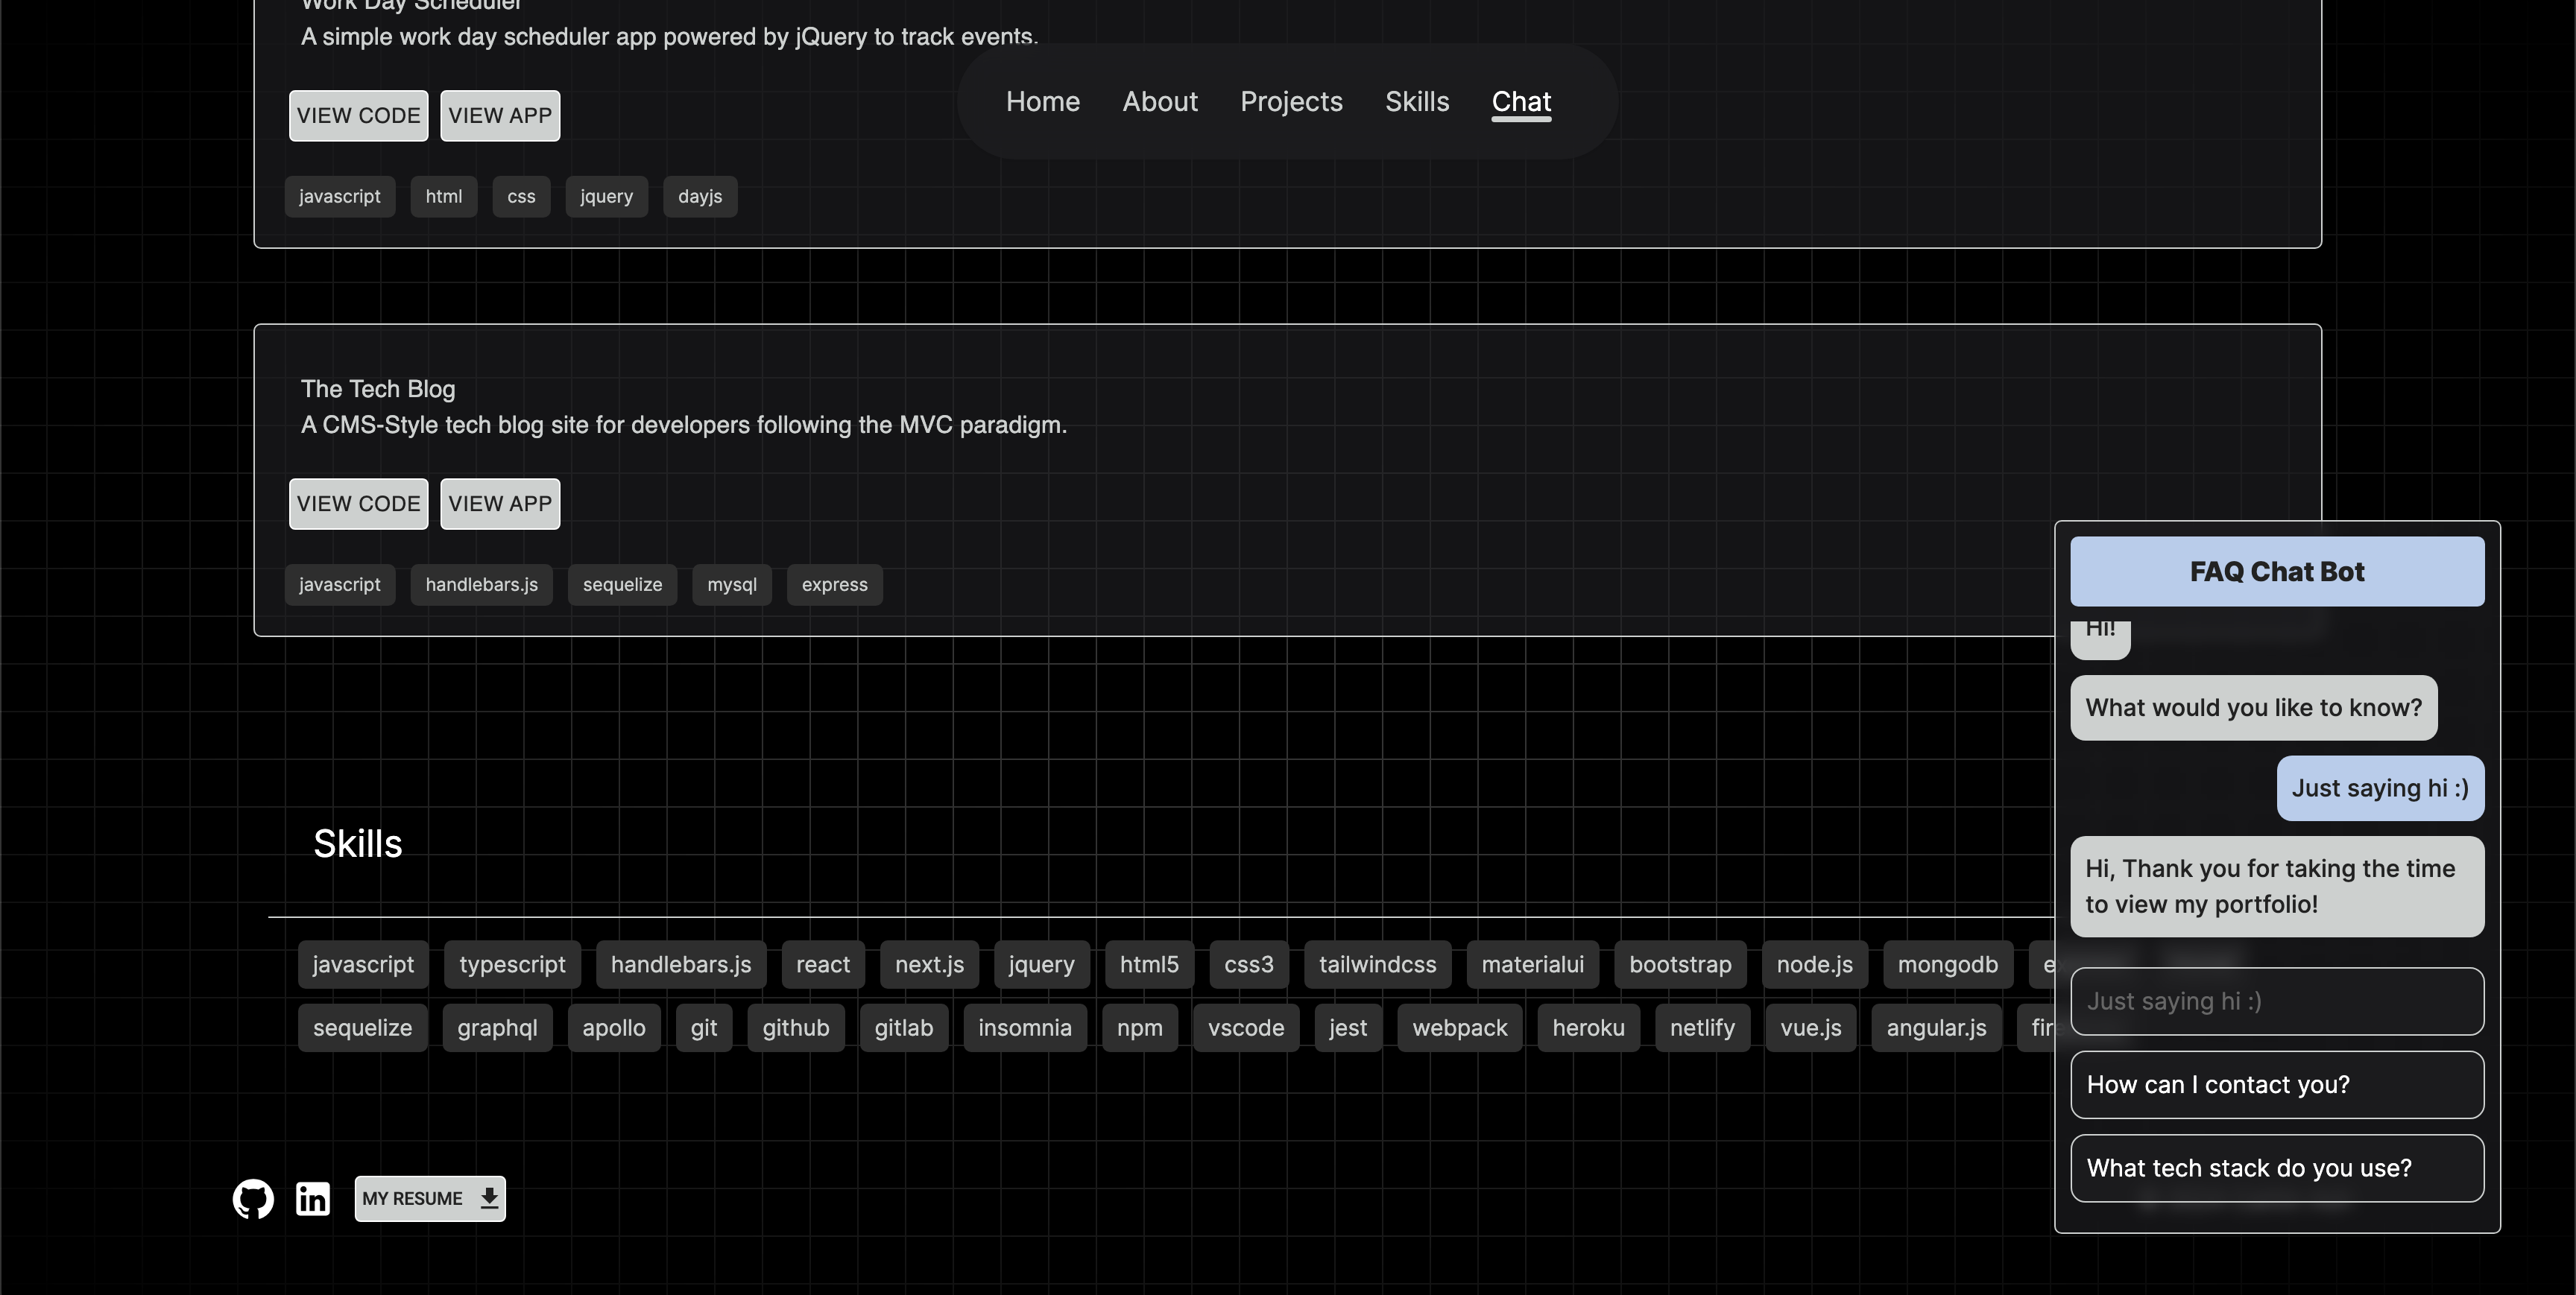 Work Day Scheduler
A simple work day scheduler app powered by jQuery to track events.
Home About Projects Skills Chat
VIEW CODE VIEW APP
javascript html css jquery dayjs
The Tech Blog
A CMS-Style tech blog site for developers following the MVC paradigm.
VIEW CODE VIEW APP
javascript handlebars.js sequelize mysql express
Skills
javascript typescript handlebars.js react next.js jquery html5 css3 tailwindcss materialui bootstrap node.js mongodb
sequelize graphql apollo git github gitlab insomnia npm vscode jest webpack heroku netlify vue.js angular.js
MY RESUME
FAQ Chat Bot
Hi!
What would you like to know?
Just saying hi :)
Hi, Thank you for taking the time
to view my portfolio!
Just saying hi :)
How can I contact you?
What tech stack do you use?